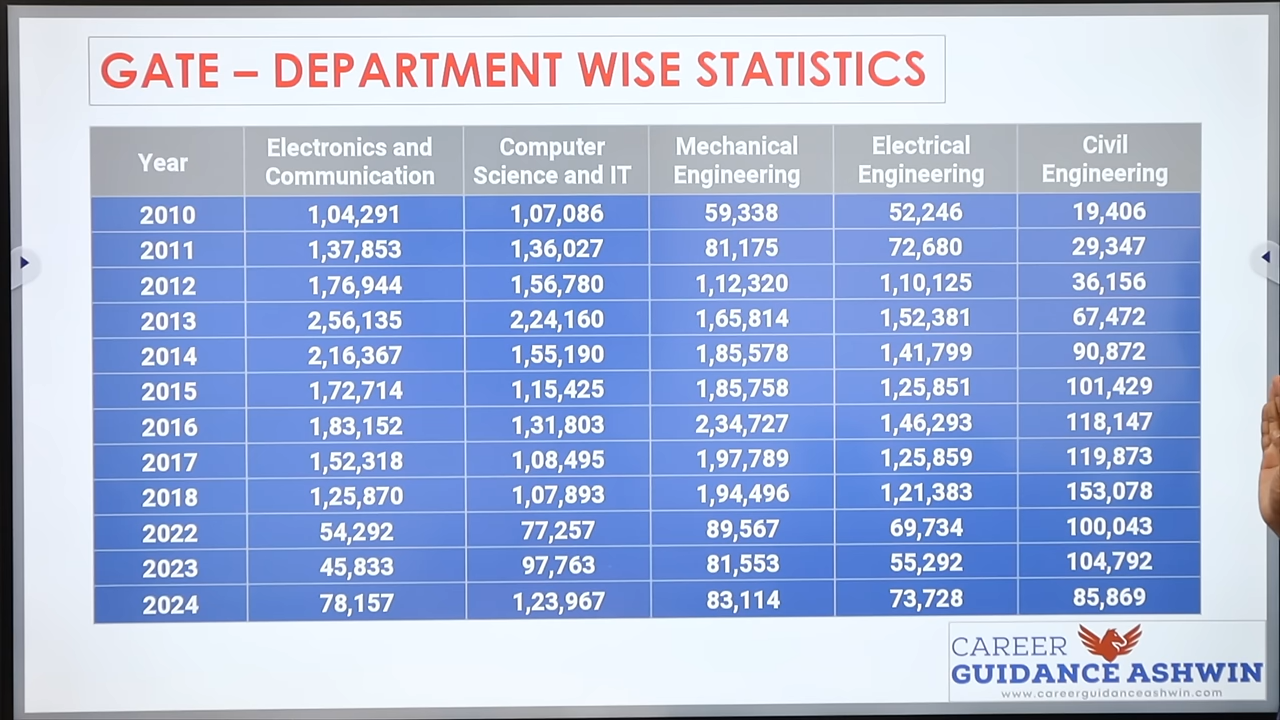 GATE – DEPARTMENT WISE STATISTICS
Year Electronics and Communication Computer Science and IT Mechanical Engineering Electrical Engineering Civil Engineering
2010 1,04,291 1,07,086 59,338 52,246 19,406
2011 1,37,853 1,36,027 81,175 72,680 29,347
2012 1,76,944 1,56,780 1,12,320 1,10,125 36,156
2013 2,56,135 2,24,160 1,65,814 1,52,381 67,472
2014 2,16,367 1,55,190 1,85,578 1,41,799 90,872
2015 1,72,714 1,15,425 1,85,758 1,25,851 101,429
2016 1,83,152 1,31,803 2,34,727 1,46,293 118,147
2017 1,52,318 1,08,495 1,97,789 1,25,859 119,873
2018 1,25,870 1,07,893 1,94,496 1,21,383 153,078
2022 54,292 77,257 89,567 69,734 100,043
2023 45,833 97,763 81,553 55,292 104,792
2024 78,157 1,23,967 83,114 73,728 85,869
CAREER
GUIDANCE ASHWIN
www.careerguidanceashwin.com